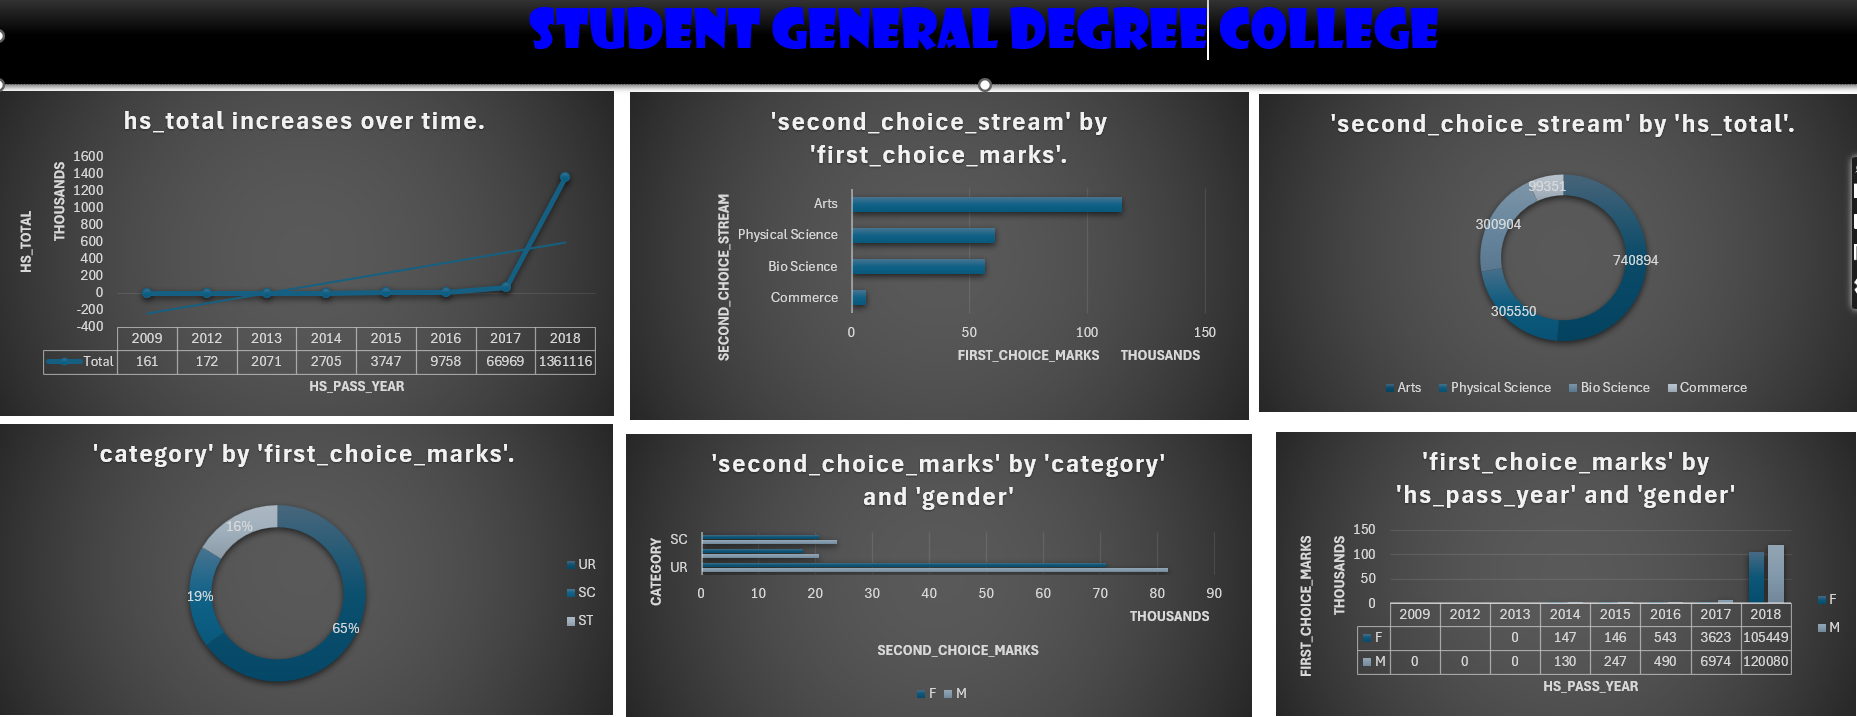 STUDENT GENERAL DEGREE COLLEGE
hs_total increases over time.
HS_TOTAL
THOUSANDS
1600
1400
1200
1000
800
600
400
200
0
-200
-400
2009 2012 2013 2014 2015 2016 2017 2018
Total 161 172 2071 2705 3747 9758 66969 1361116
HS_PASS_YEAR
'second_choice_stream' by
'first_choice_marks'.
SECOND_CHOICE_STREAM
Arts
Physical Science
Bio Science
Commerce
0 50 100 150
FIRST_CHOICE_MARKS THOUSANDS
'second_choice_stream' by 'hs_total'.
99351
300904
740894
305550
Arts Physical Science Bio Science Commerce
'category' by 'first_choice_marks'.
16%
19%
65%
UR
SC
ST
'second_choice_marks' by 'category'
and 'gender'
CATEGORY
SC
UR
0 10 20 30 40 50 60 70 80 90
THOUSANDS
SECOND_CHOICE_MARKS
F M
'first_choice_marks' by
'hs_pass_year' and 'gender'
FIRST_CHOICE_MARKS
THOUSANDS
150
100
50
0
2009 2012 2013 2014 2015 2016 2017 2018
F 0 147 146 543 3623 105449
M 0 0 0 130 247 490 6974 120080
HS_PASS_YEAR
F
M